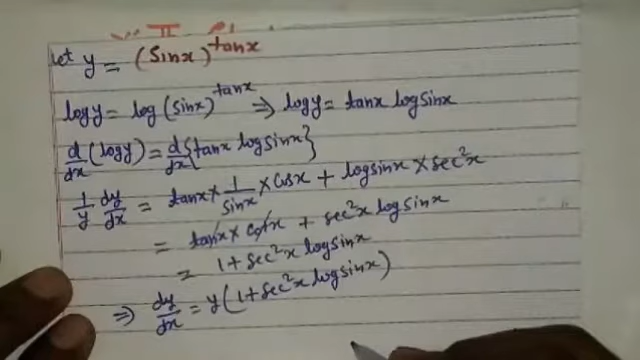 Let y = (Sinx)^tanx
logy = log(sinx)^tanx ⇒ logy = tanx logsinx
d/dx (logy) = d/dx {tanx logsinx}
1/y dy/dx = tanx × 1/sinx × Cosx + logsinx × sec²x
= tanx × cotx + sec²x logsinx
= 1 + sec²x logsinx
⇒ dy/dx = y(1 + sec²x logsinx)